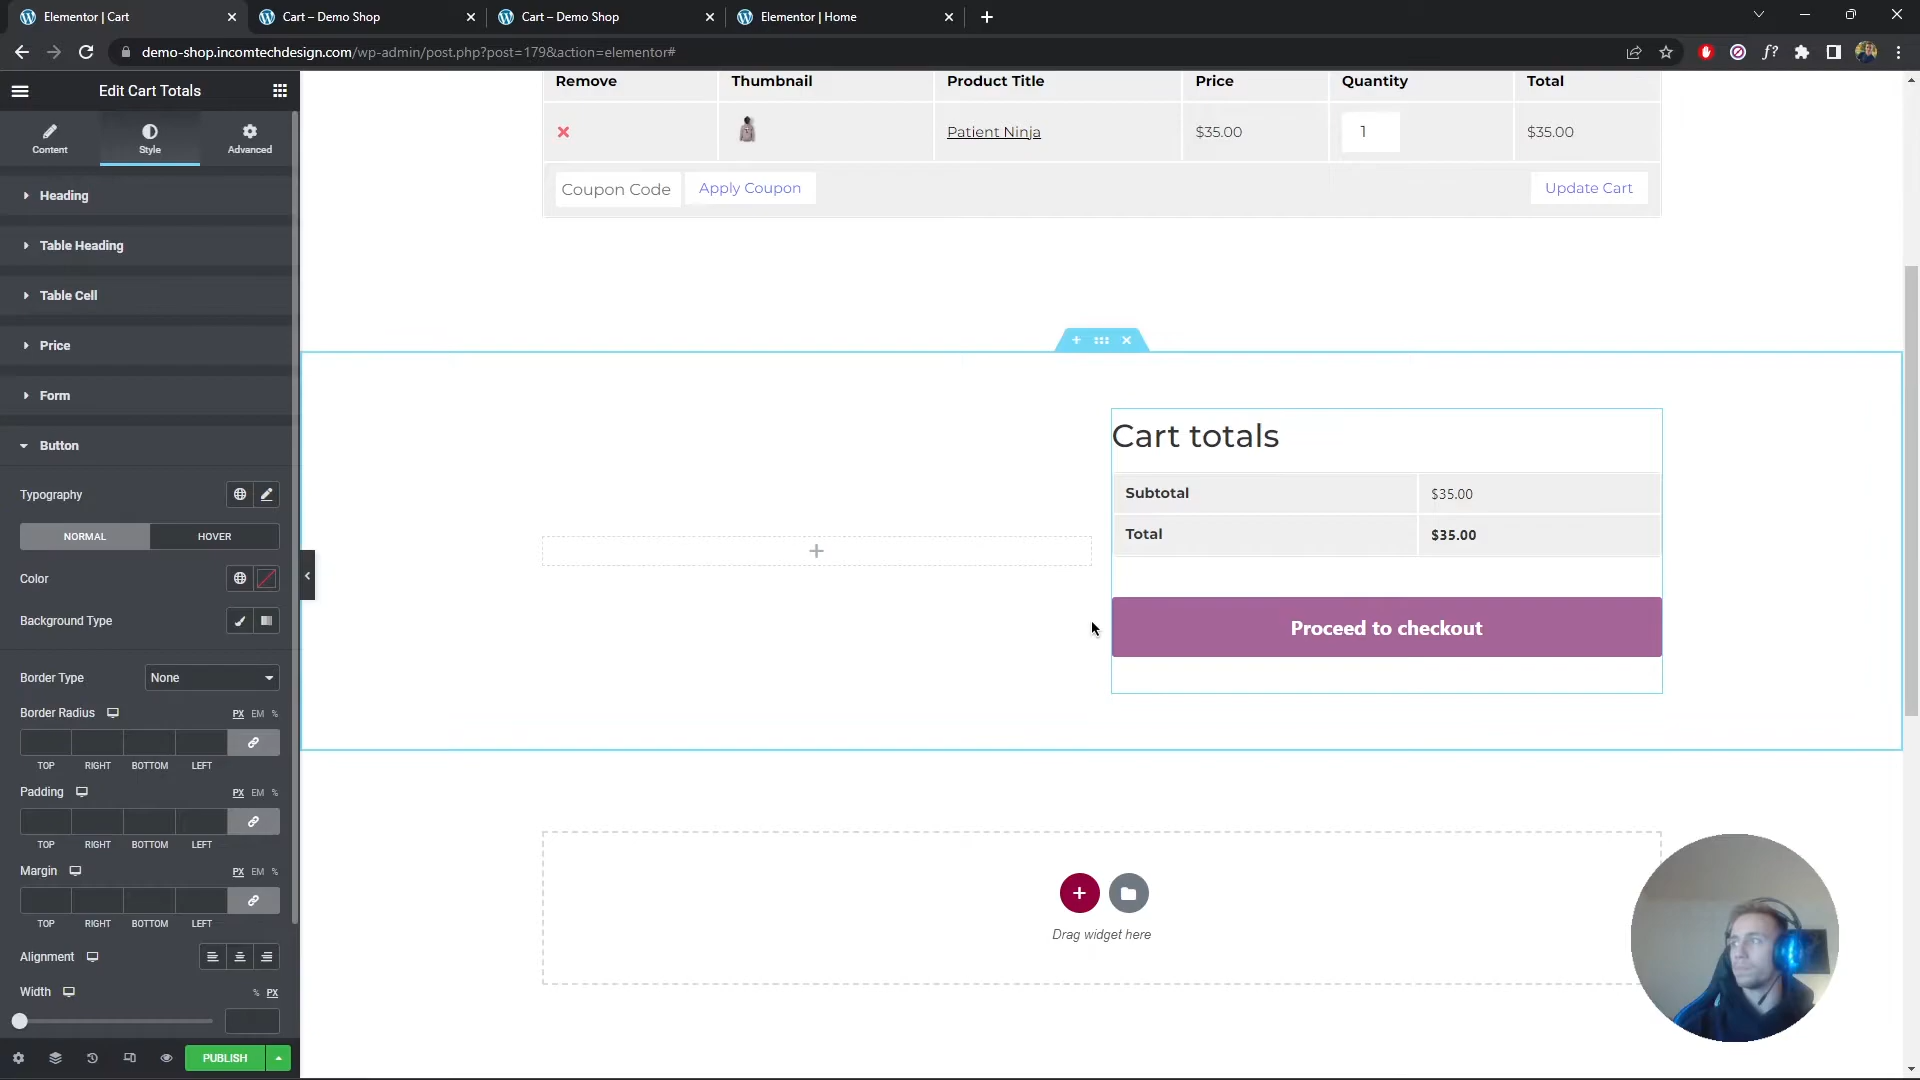 Elementor | Cart
Cart – Demo Shop
Cart – Demo Shop
Elementor | Home
demo-shop.incomtechdesign.com/wp-admin/post.php?post=179&action=elementor#
f?
Edit Cart Totals
Content
Style
Advanced
Heading
Table Heading
Table Cell
Price
Form
Button
Typography
NORMAL
HOVER
Color
Background Type
Border Type
None
Border Radius
PX EM %
TOP RIGHT BOTTOM LEFT
Padding
PX EM %
TOP RIGHT BOTTOM LEFT
Margin
PX EM %
TOP RIGHT BOTTOM LEFT
Alignment
Width
% PX
PUBLISH
Remove Thumbnail Product Title Price Quantity Total
Patient Ninja $35.00 1 $35.00
Coupon Code Apply Coupon Update Cart
Cart totals
Subtotal $35.00
Total $35.00
Proceed to checkout
Drag widget here